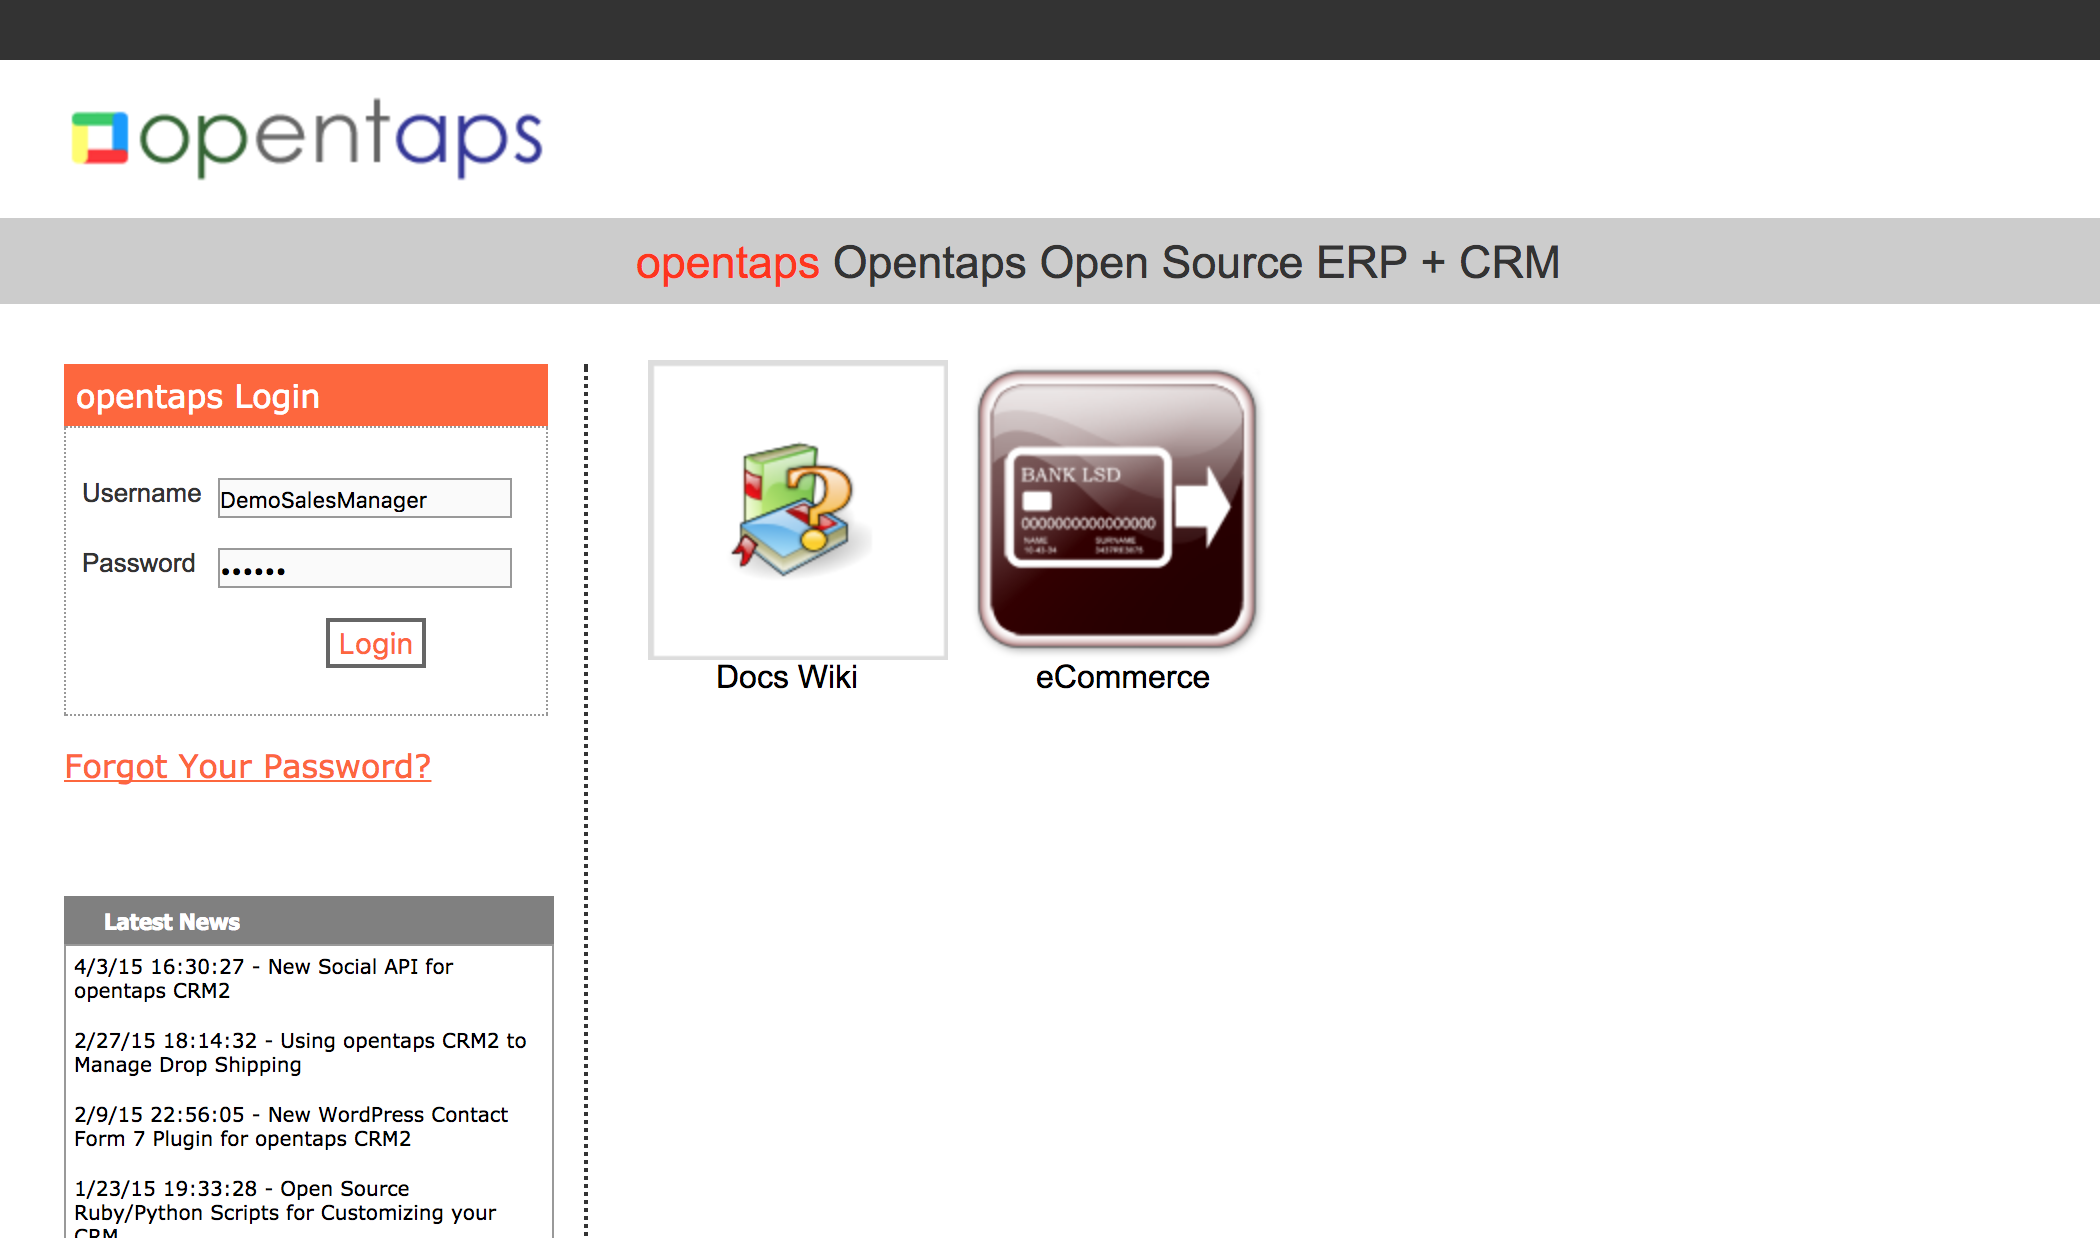 opentaps
opentaps Opentaps Open Source ERP + CRM
opentaps Login
Username DemoSalesManager
Password ••••••
Login
Forgot Your Password?
BANK LSD
0000000000000000
NAME SURNAME
Docs Wiki
eCommerce
Latest News
4/3/15 16:30:27 - New Social API for
opentaps CRM2
2/27/15 18:14:32 - Using opentaps CRM2 to
Manage Drop Shipping
2/9/15 22:56:05 - New WordPress Contact
Form 7 Plugin for opentaps CRM2
1/23/15 19:33:28 - Open Source
Ruby/Python Scripts for Customizing your
CRM